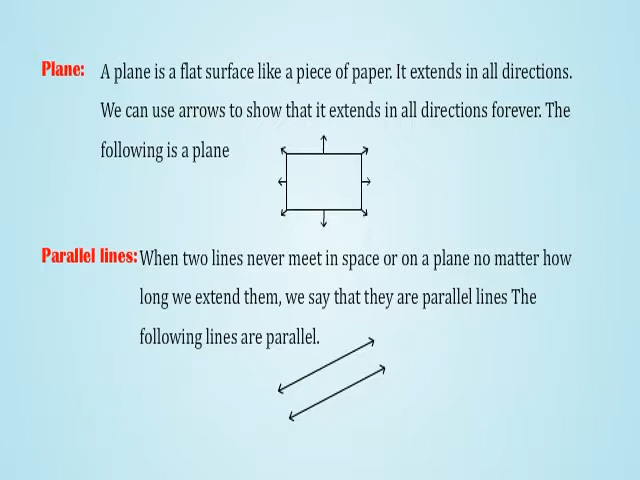 Plane: A plane is a flat surface like a piece of paper. It extends in all directions.
We can use arrows to show that it extends in all directions forever. The
following is a plane
Parallel lines: When two lines never meet in space or on a plane no matter how
long we extend them, we say that they are parallel lines The
following lines are parallel.